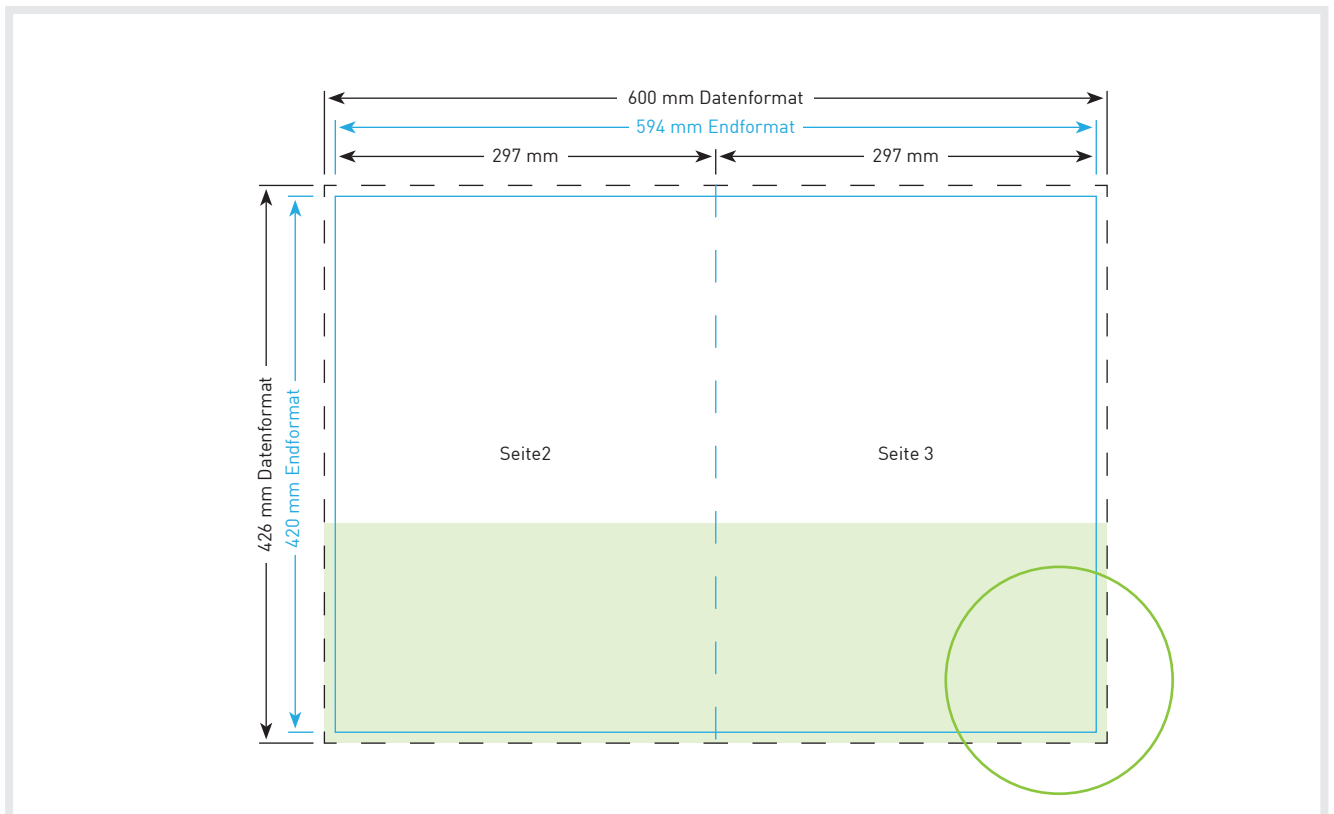 600 mm Datenformat
594 mm Endformat
297 mm
297 mm
426 mm Datenformat
420 mm Endformat
Seite2
Seite 3